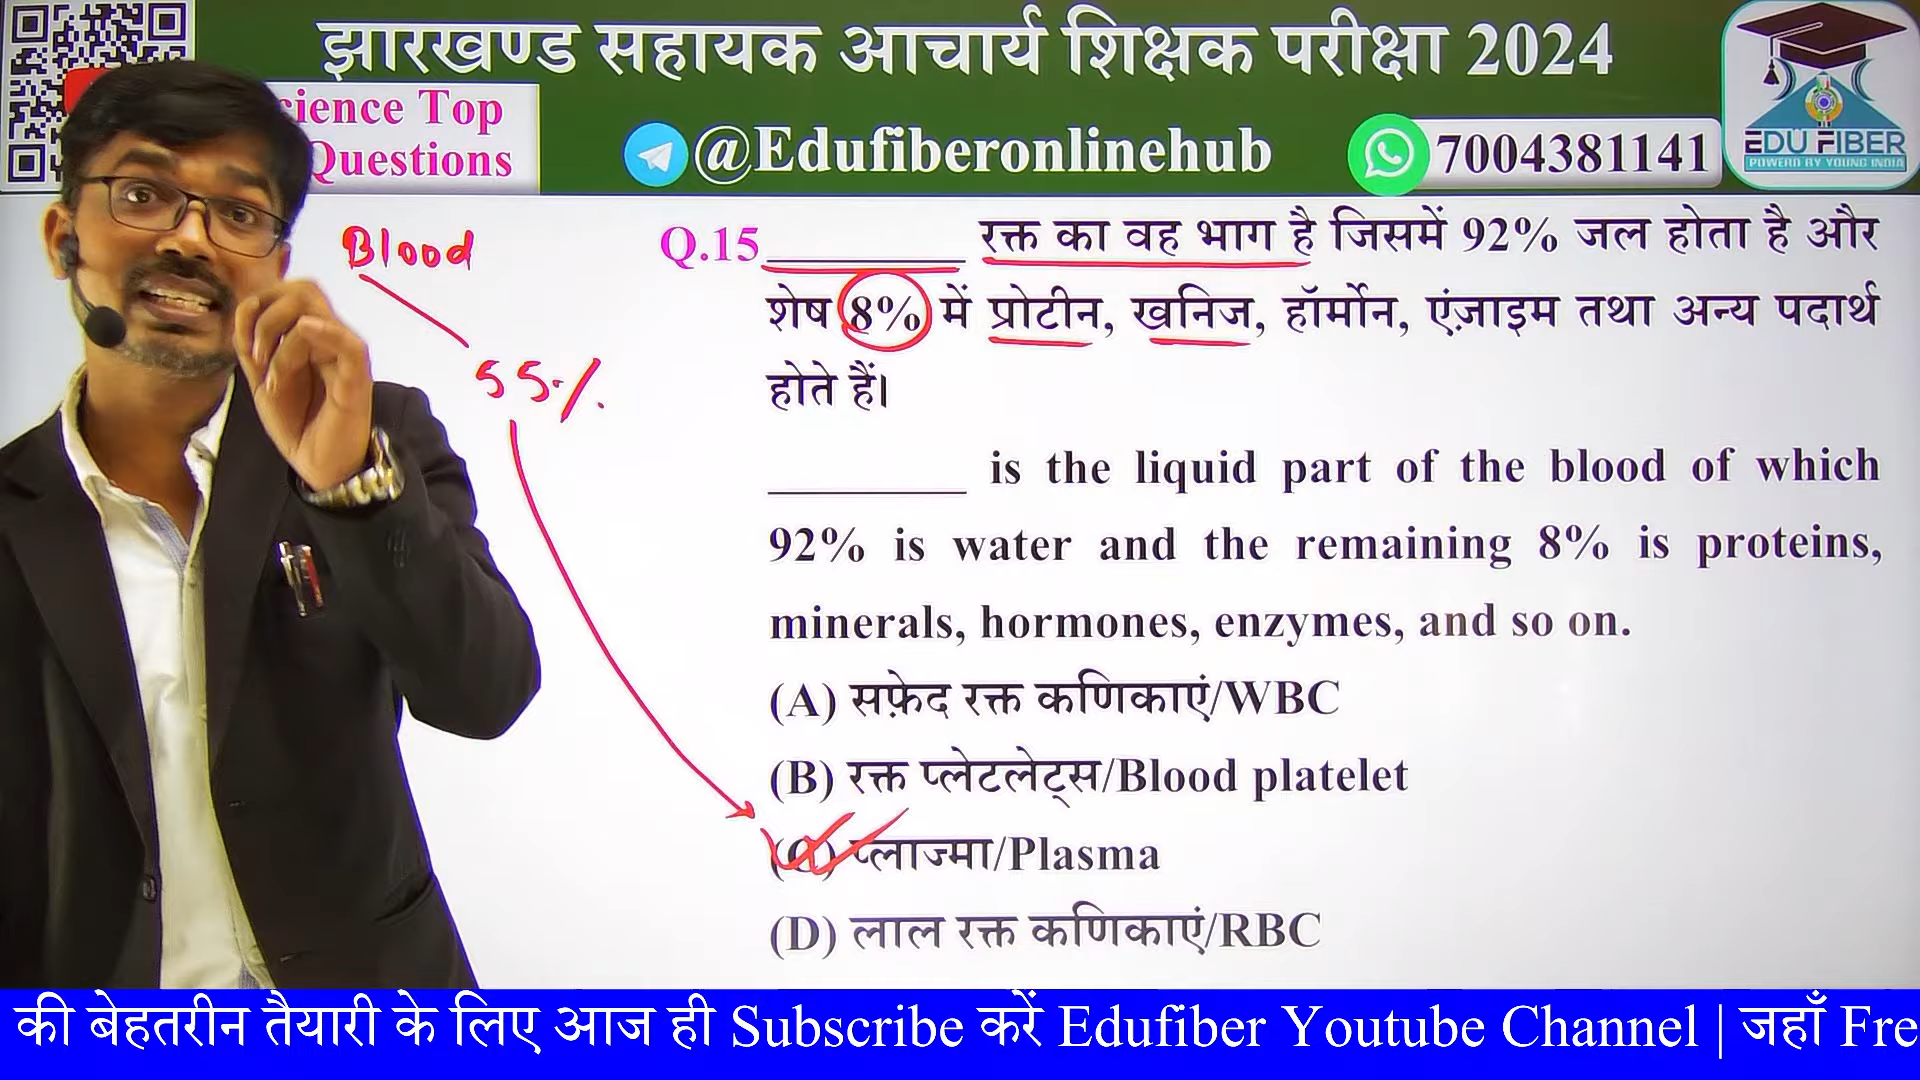 झारखण्ड सहायक आचार्य शिक्षक परीक्षा 2024
ience Top
Questions
@Edufiberonlinehub
7004381141
EDU FIBER
POWERD BY YOUNG INDIA
Blood
55%
Q.15 ________ रक्त का वह भाग है जिसमें 92% जल होता है और
शेष 8% में प्रोटीन, खनिज, हॉर्मोन, एंज़ाइम तथा अन्य पदार्थ
होते हैं।
________ is the liquid part of the blood of which
92% is water and the remaining 8% is proteins,
minerals, hormones, enzymes, and so on.
(A) सफ़ेद रक्त कणिकाएं/WBC
(B) रक्त प्लेटलेट्स/Blood platelet
(C) प्लाज्मा/Plasma
(D) लाल रक्त कणिकाएं/RBC
की बेहतरीन तैयारी के लिए आज ही Subscribe करें Edufiber Youtube Channel | जहाँ Fre